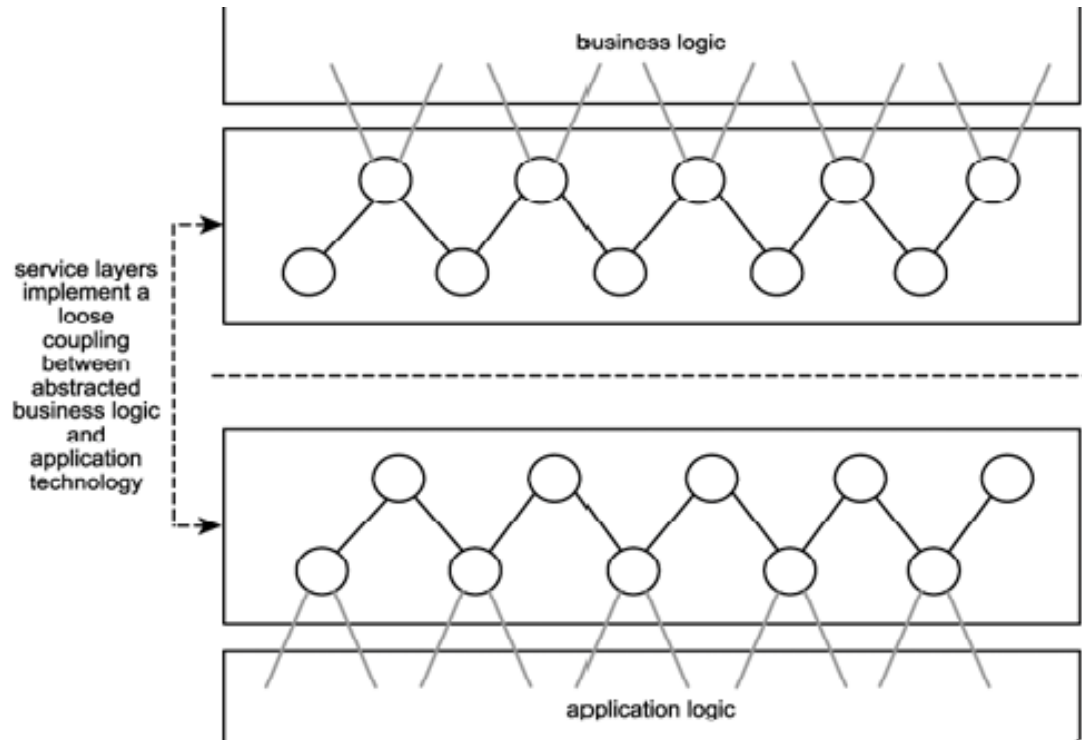 business logic
service layers
implement a
loose
coupling
between
abstracted
business logic
and
application
technology
application logic